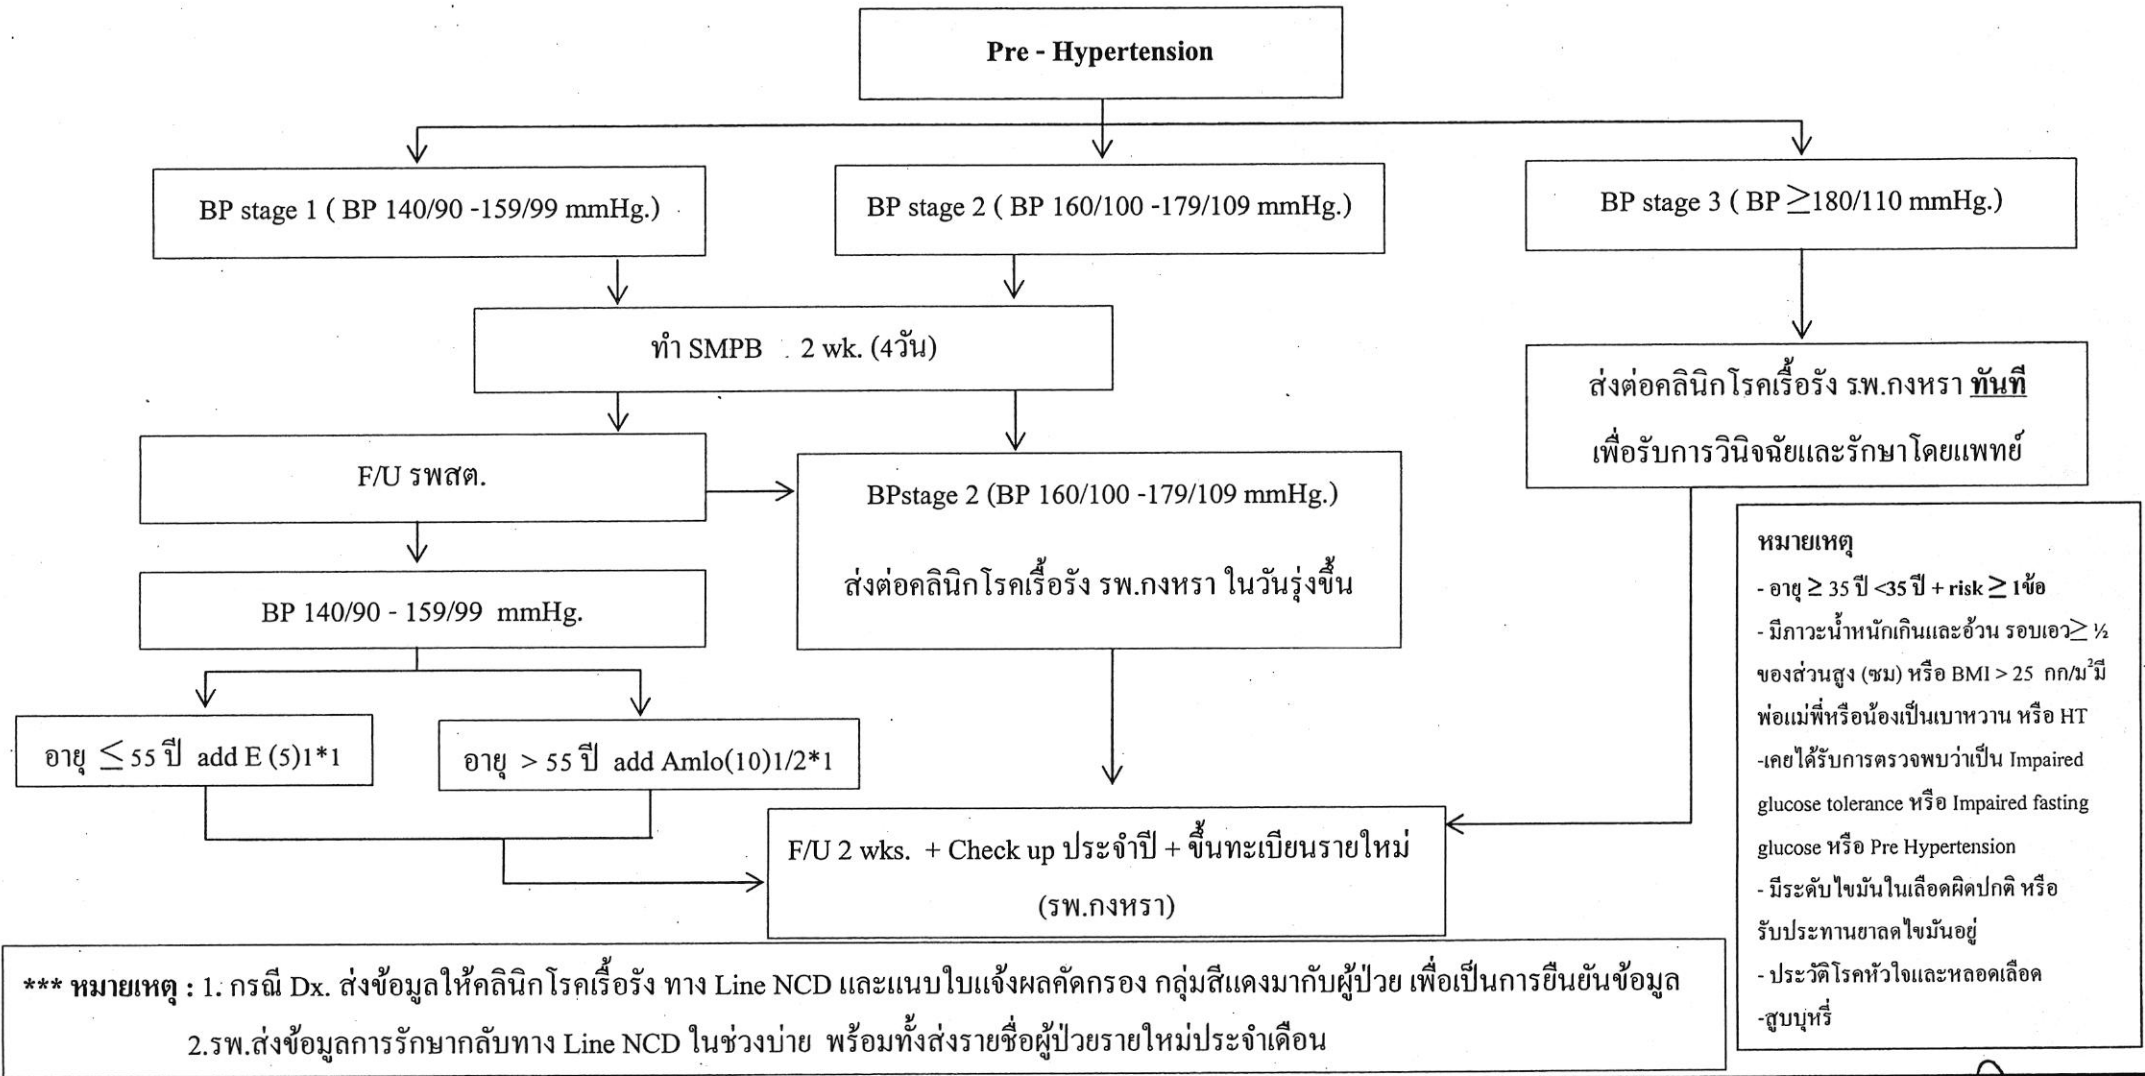 Pre - Hypertension
BP stage 1 ( BP 140/90 -159/99 mmHg.)
BP stage 2 ( BP 160/100 -179/109 mmHg.)
BP stage 3 ( BP ≥180/110 mmHg.)
ทำ SMPB . 2 wk. (4วัน)
ส่งต่อคลินิกโรคเรื้อรัง ร.พ.กงหรา ทันที
เพื่อรับการวินิจฉัยและรักษาโดยแพทย์
F/U รพสต.
BPstage 2 (BP 160/100 -179/109 mmHg.)
ส่งต่อคลินิกโรคเรื้อรัง รพ.กงหรา ในวันรุ่งขึ้น
BP 140/90 - 159/99 mmHg.
อายุ ≤ 55 ปี add E (5)1*1
อายุ > 55 ปี add Amlo(10)1/2*1
F/U 2 wks. + Check up ประจำปี + ขึ้นทะเบียนรายใหม่
(รพ.กงหรา)
หมายเหตุ
- อายุ ≥ 35 ปี <35 ปี + risk ≥ 1ข้อ
- มีภาวะน้ำหนักเกินและอ้วน รอบเอว≥ ½
ของส่วนสูง (ซม) หรือ BMI > 25 กก/ม²มี
พ่อแม่พี่หรือน้องเป็นเบาหวาน หรือ HT
-เคยได้รับการตรวจพบว่าเป็น Impaired
glucose tolerance หรือ Impaired fasting
glucose หรือ Pre Hypertension
- มีระดับไขมันในเลือดผิดปกติ หรือ
รับประทานยาลดไขมันอยู่
- ประวัติโรคหัวใจและหลอดเลือด
-สูบบุหรี่
*** หมายเหตุ : 1. กรณี Dx. ส่งข้อมูลให้คลินิกโรคเรื้อรัง ทาง Line NCD และแนบใบแจ้งผลคัดกรอง กลุ่มสีแดงมากับผู้ป่วย เพื่อเป็นการยืนยันข้อมูล
2.รพ.ส่งข้อมูลการรักษากลับทาง Line NCD ในช่วงบ่าย พร้อมทั้งส่งรายชื่อผู้ป่วยรายใหม่ประจำเดือน